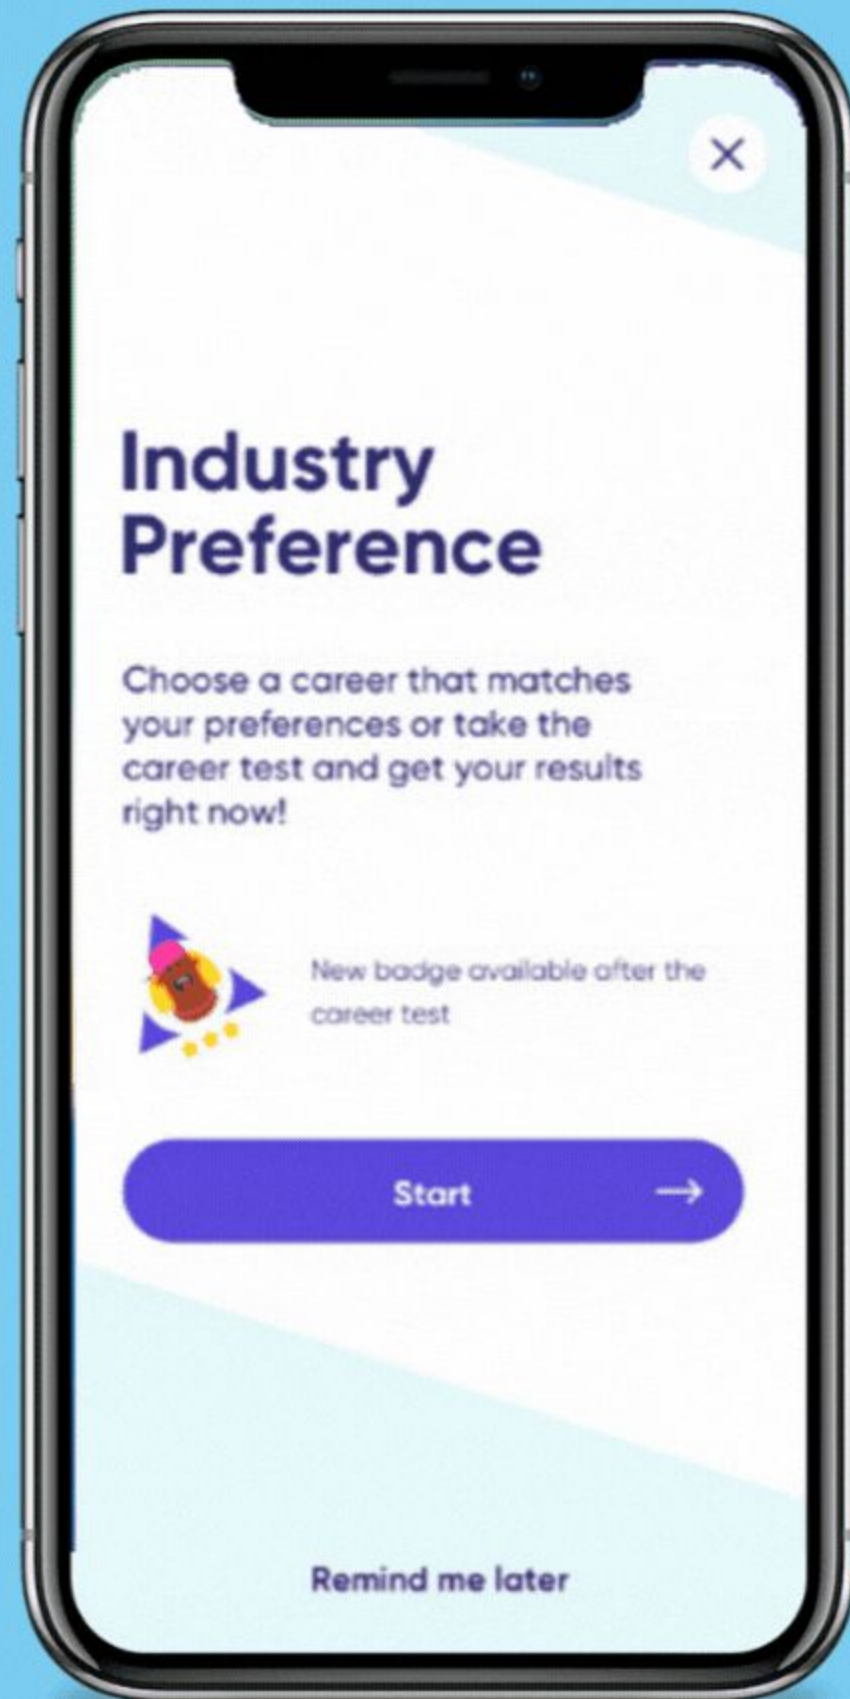 Industry
Preference
Choose a career that matches
your preferences or take the
career test and get your results
right now!
New badge available after the
career test
Start
Remind me later